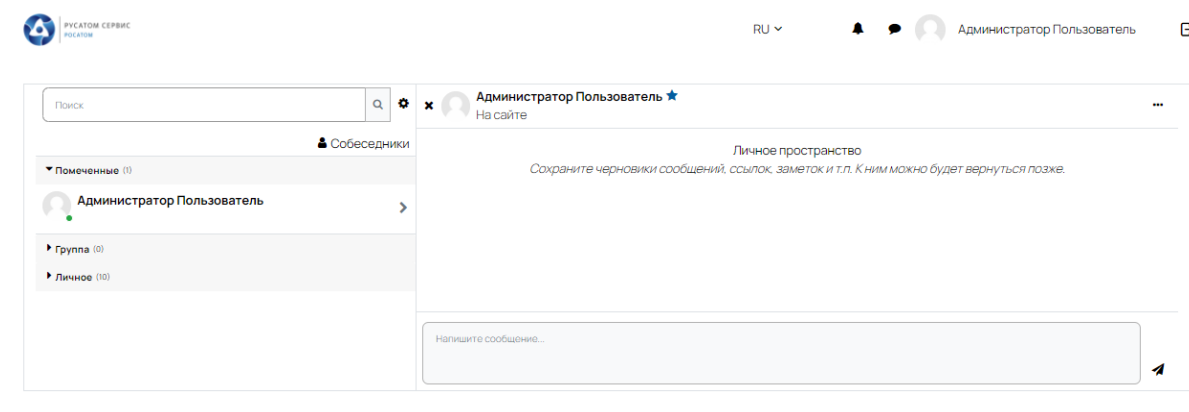 РУСАТОМ СЕРВИС
РОСАТОМ
RU
Администратор Пользователь
Поиск
Собеседники
Помеченные (1)
Администратор Пользователь
Группа (0)
Личное (10)
Администратор Пользователь
На сайте
Личное пространство
Сохраните черновики сообщений, ссылок, заметок и т.п. К ним можно будет вернуться позже.
Напишите сообщение...